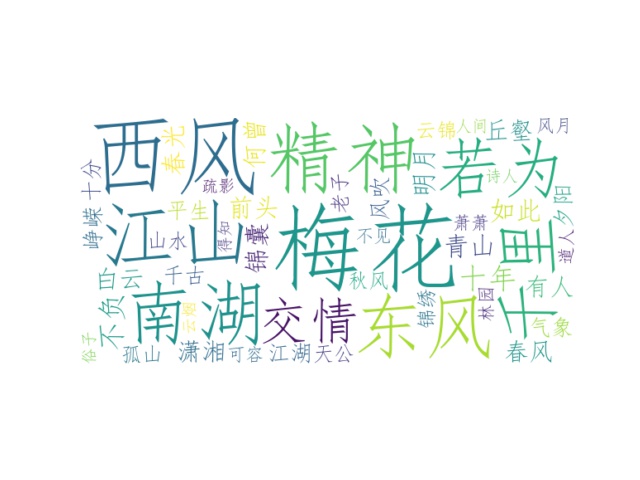 西风
精神
若为
江山
梅花
千里
南湖
交情
东风
十分
春光
何曾
疏影
老子
风吹
明月
云锦
人间
丘壑
风月
诗人
峥嵘
平生
前头
山水
得知
锦囊
不见
萧萧
青山
如此
道人
夕阳
白云
千古
秋风
十年
有人
不负
云烟
锦绣
林园
气象
俗子
孤山
潇湘
可容
江湖
天公
春风